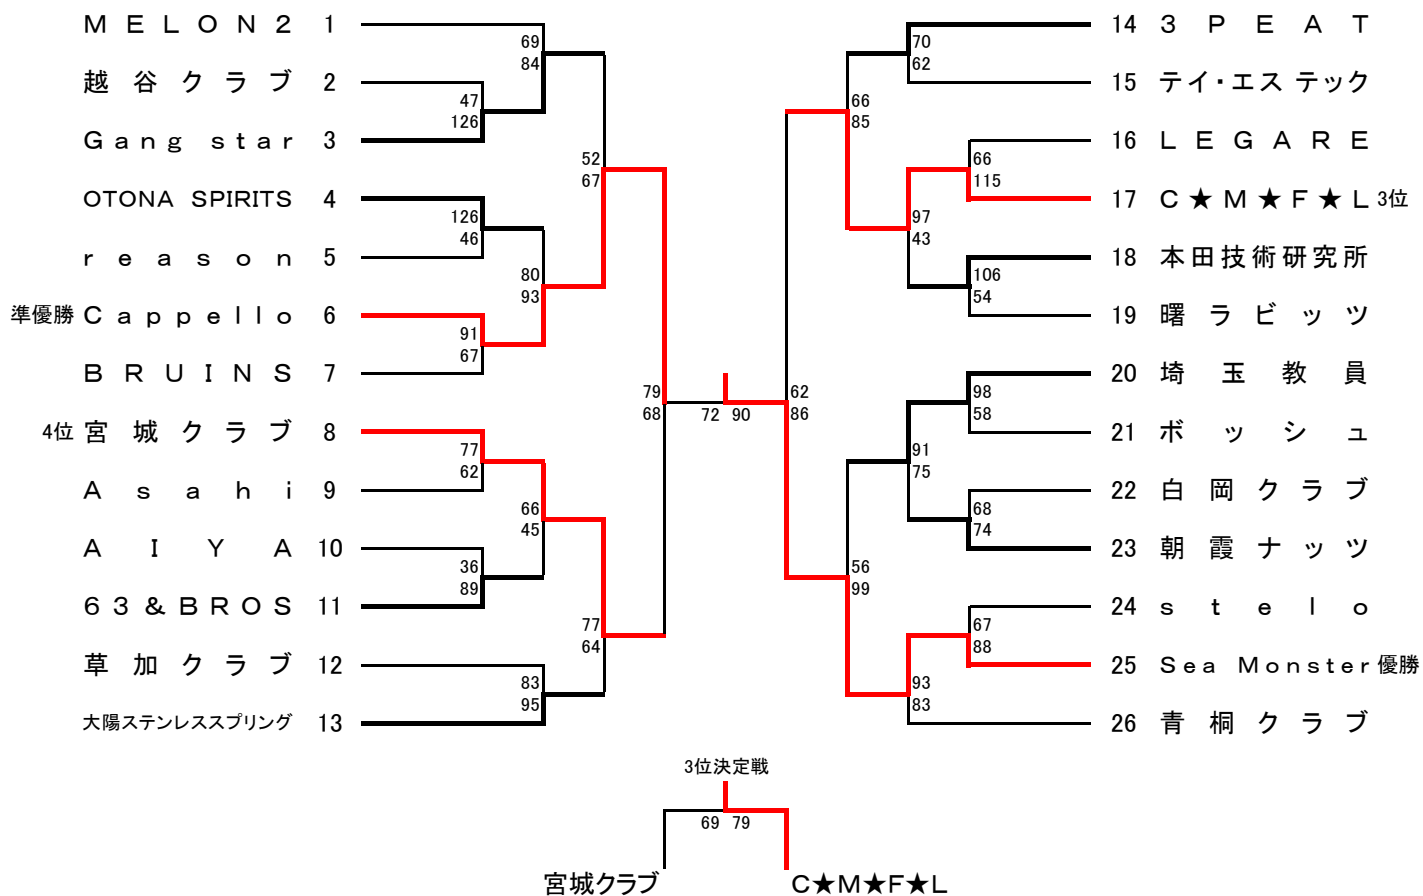 ＭＥＬＯＮ２ 1
69
84
越谷クラブ 2
47
126
Gang star 3
52
67
OTONA SPIRITS 4
126
46
reason 5
80
93
準優勝 Cappello 6
91
67
BRUINS 7
79
68
4位 宮城クラブ 8
77
62
Asahi 9
66
45
AIYA 10
36
89
63&BROS 11
77
64
草加クラブ 12
83
95
大陽ステンレススプリング 13
72 90
14 3PEAT
70
62
15 テイ・エステック
66
85
16 LEGARE
66
115
17 C★M★F★L 3位
97
43
18 本田技術研究所
106
54
19 曙ラビッツ
62
86
20 埼玉教員
98
58
21 ボッシュ
91
75
22 白岡クラブ
68
74
23 朝霞ナッツ
56
99
24 stelo
67
88
25 Sea Monster 優勝
93
83
26 青桐クラブ
3位決定戦
69 79
宮城クラブ C★M★F★L